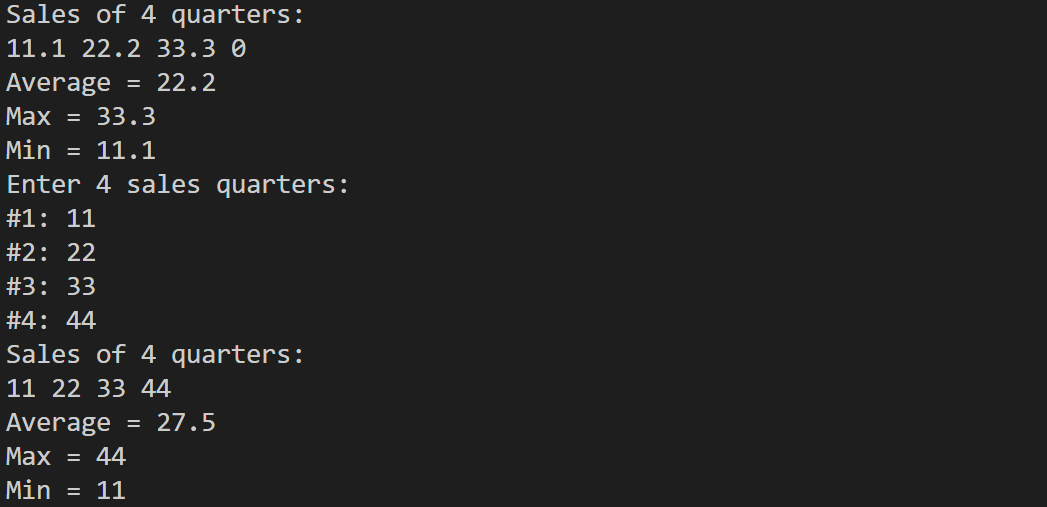 Sales of 4 quarters:
11.1 22.2 33.3 0
Average = 22.2
Max = 33.3
Min = 11.1
Enter 4 sales quarters:
#1: 11
#2: 22
#3: 33
#4: 44
Sales of 4 quarters:
11 22 33 44
Average = 27.5
Max = 44
Min = 11